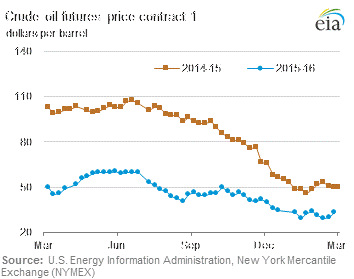 Crude oil futures price contract 1
dollars per barrel
eia
140
2014-15
2015-16
110
80
50
20
Mar
Jun
Sep
Dec
Mar
Source: U.S. Energy Information Administration, New York Mercantile
Exchange (NYMEX)